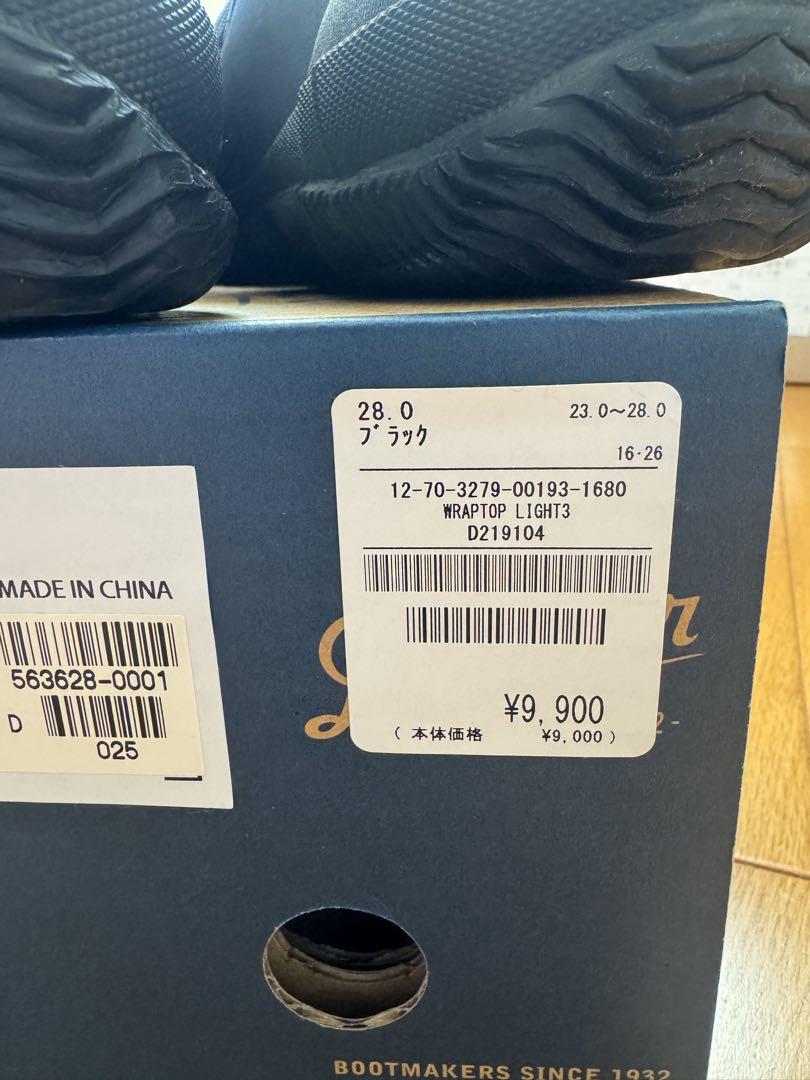 28.0 23.0〜28.0
ブラック
16・26
12-70-3279-00193-1680
WRAPTOP LIGHT3
D219104
¥9,900
( 本体価格 ¥9,000 )
MADE IN CHINA
563628-0001
D
025
BOOTMAKERS SINCE 1932